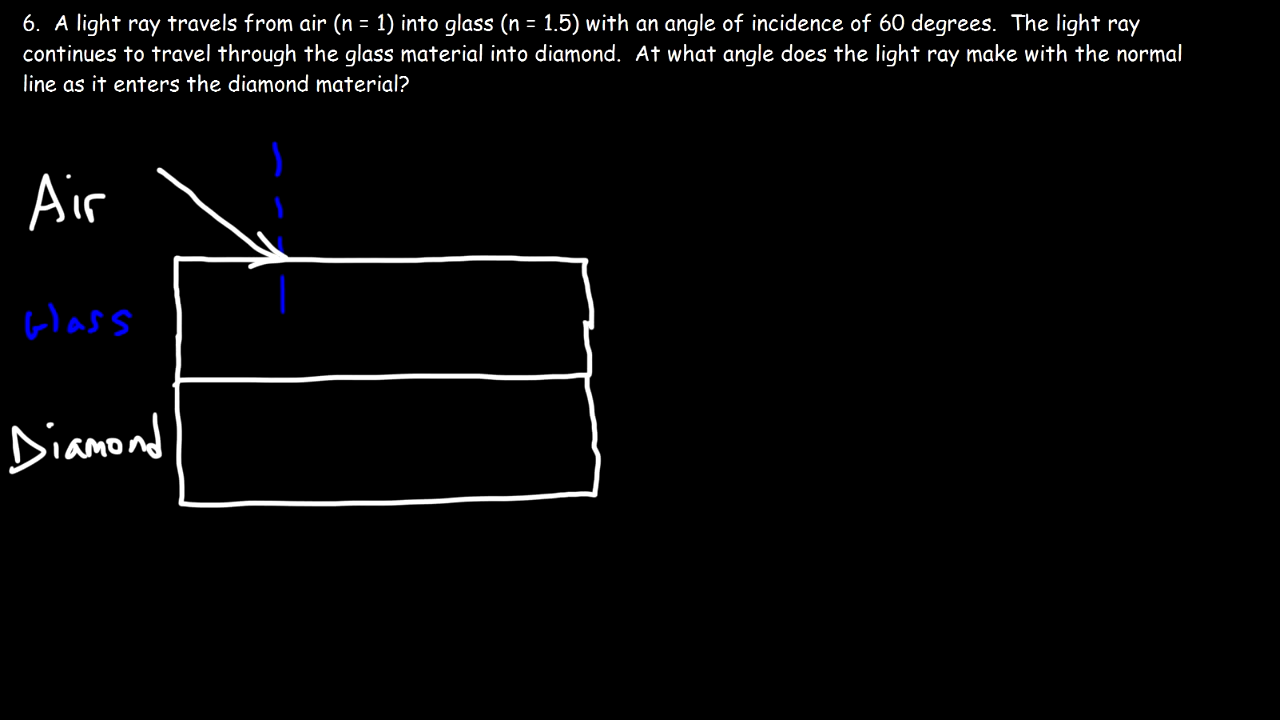 6. A light ray travels from air (n = 1) into glass (n = 1.5) with an angle of incidence of 60 degrees. The light ray
continues to travel through the glass material into diamond. At what angle does the light ray make with the normal
line as it enters the diamond material?
Air
Glass
Diamond